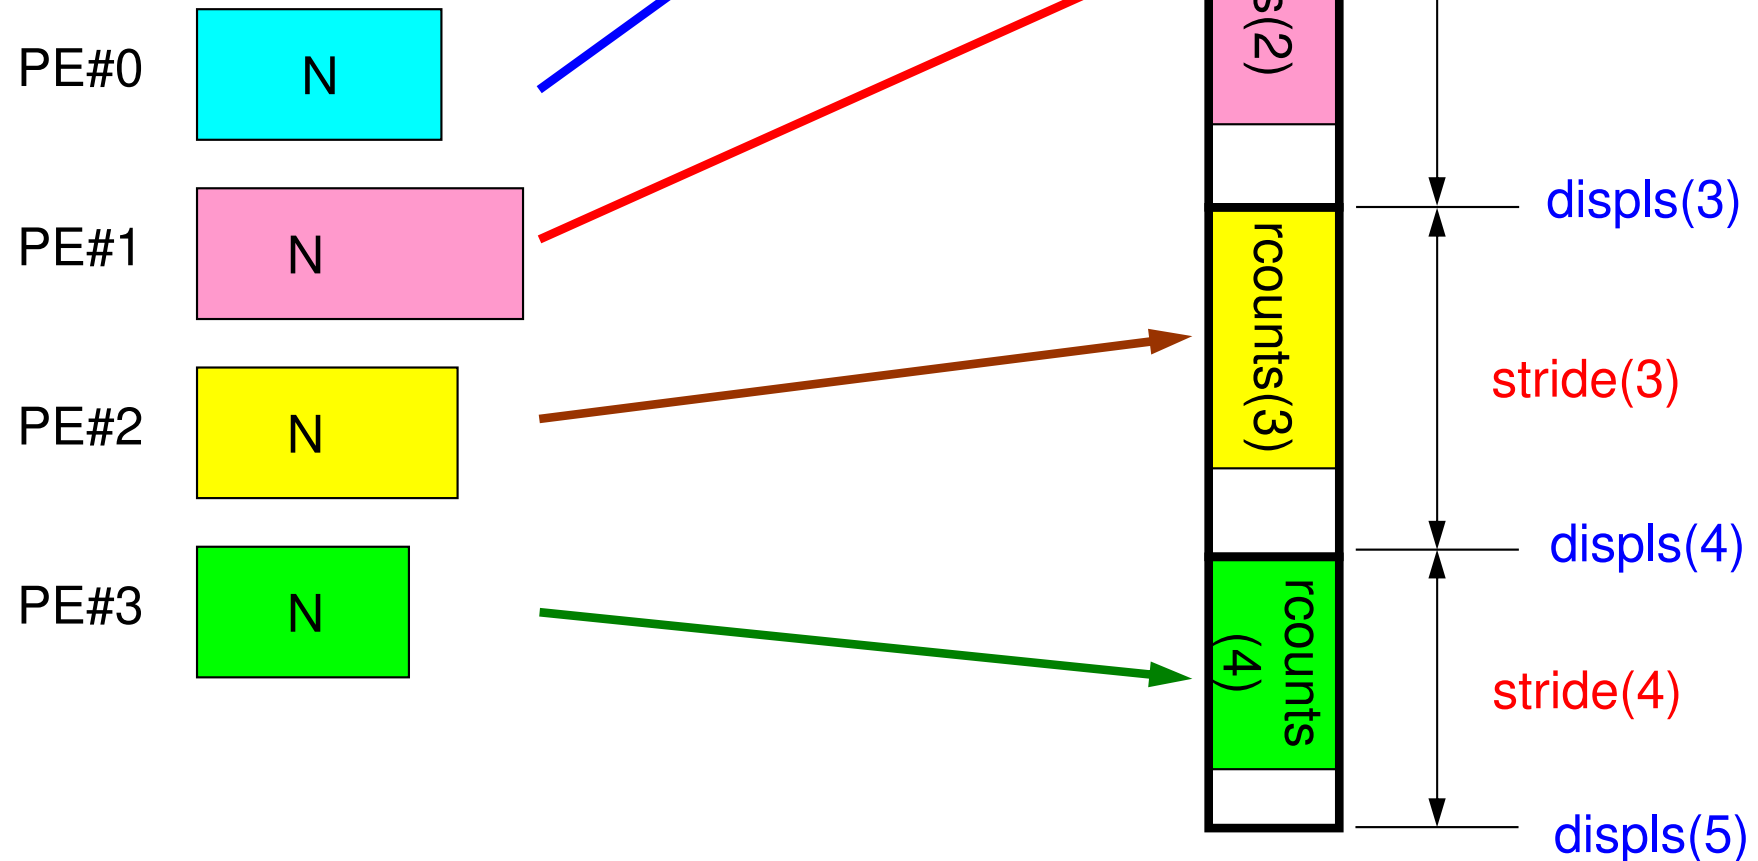 PE#0
N
PE#1
N
PE#2
N
PE#3
N
s(2)
rcounts(3)
rcounts
(4)
displs(3)
stride(3)
displs(4)
stride(4)
displs(5)